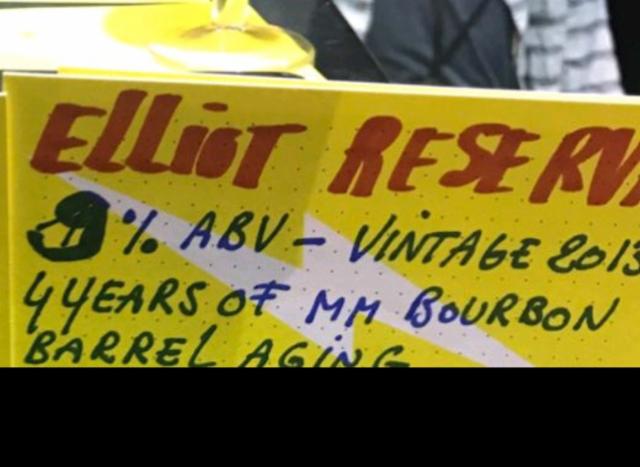 ELLiOT RESERV
% ABV - VINTAGE 2013
4 YEARS OF MM BOURBON
BARREL AGING